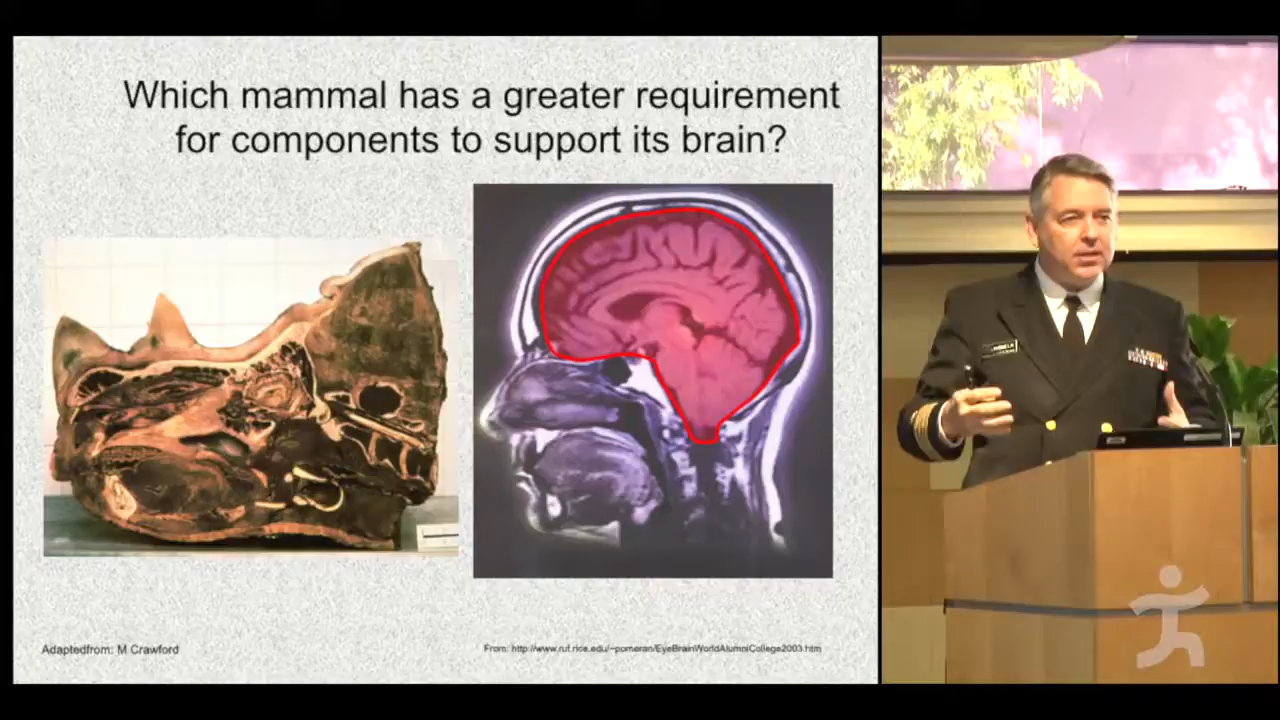 Which mammal has a greater requirement
for components to support its brain?
Adaptedfrom: M Crawford
From: http://www.ruf.rice.edu/~pomeran/EyeBrainWorldAlumniCollege2003.htm